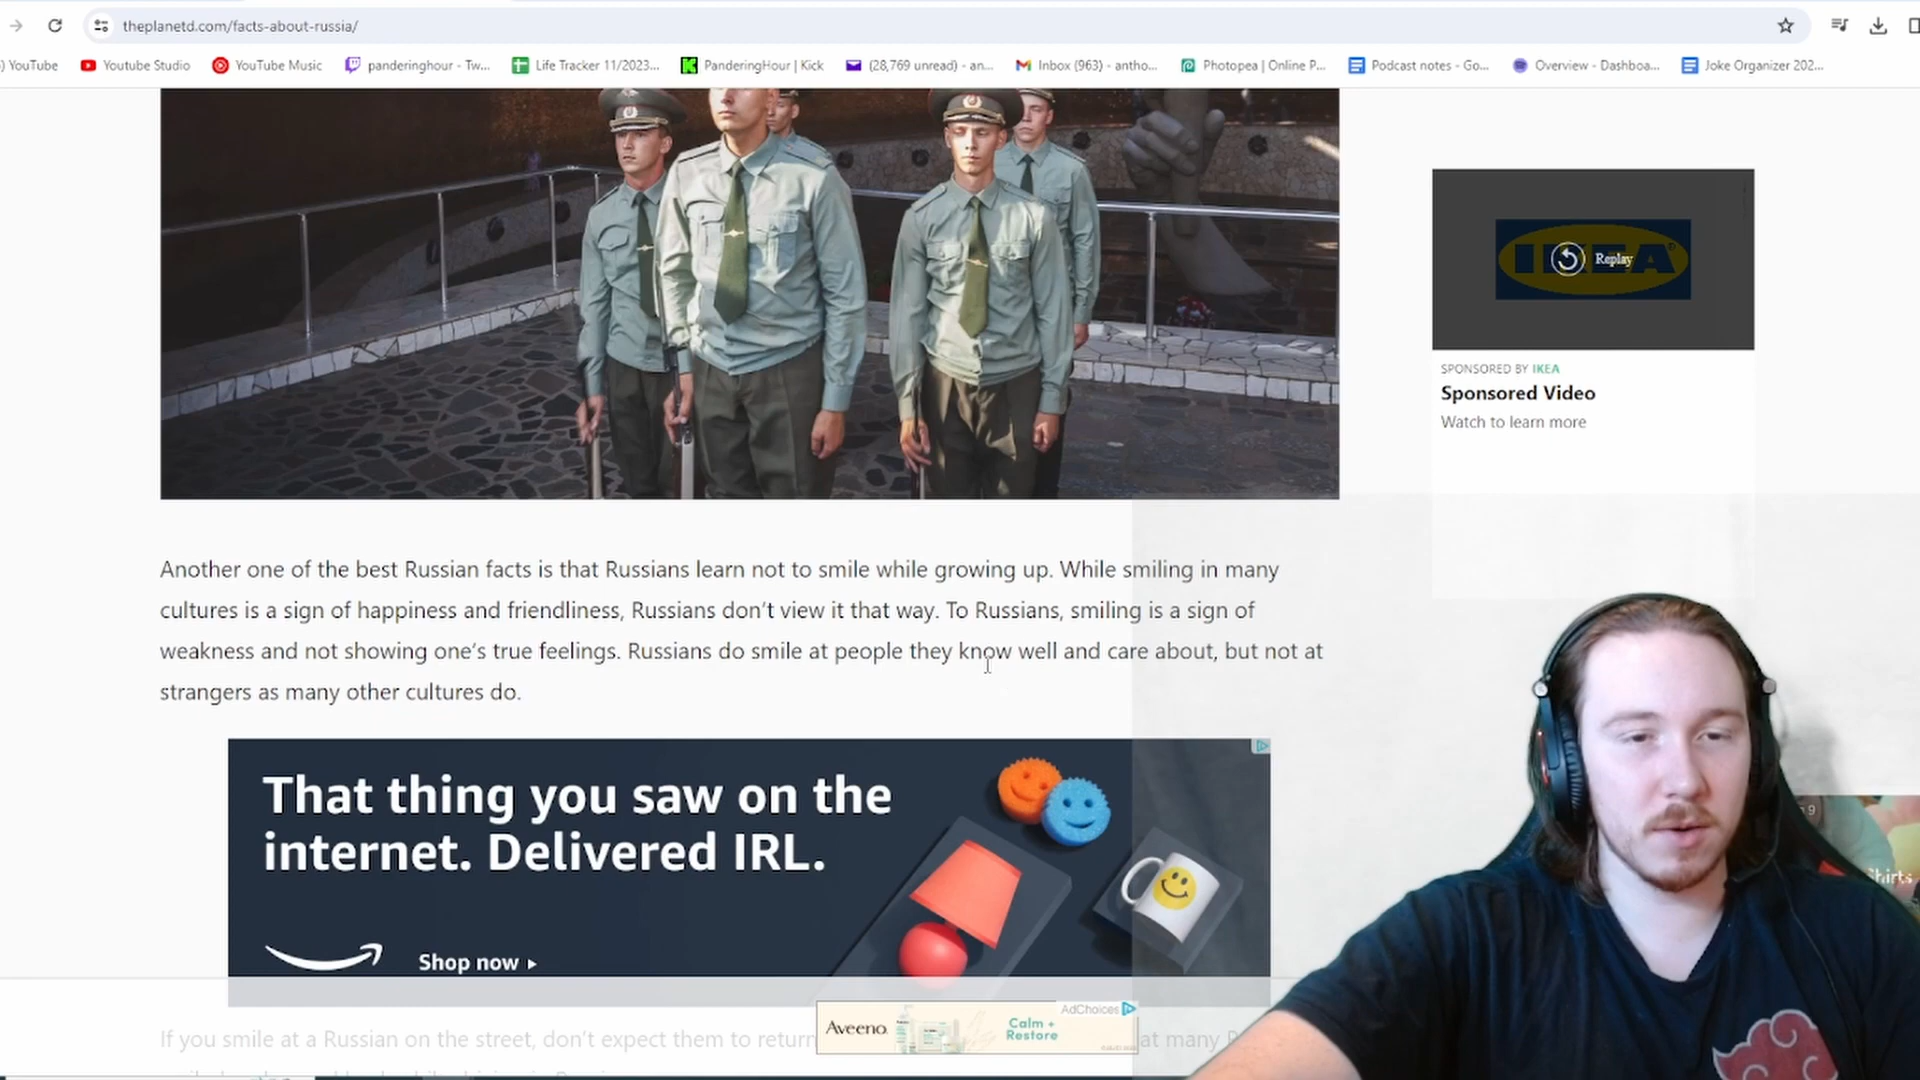 theplanetd.com/facts-about-russia/
) YouTube Youtube Studio YouTube Music panderinghour - Tw... Life Tracker 11/2023... PanderingHour | Kick (28,769 unread) - an... Inbox (963) - antho... Photopea | Online P... Podcast notes - Go... Overview - Dashboa... Joke Organizer 202...
IKEA
Replay
SPONSORED BY IKEA
Sponsored Video
Watch to learn more
Another one of the best Russian facts is that Russians learn not to smile while growing up. While smiling in many
cultures is a sign of happiness and friendliness, Russians don't view it that way. To Russians, smiling is a sign of
weakness and not showing one's true feelings. Russians do smile at people they know well and care about, but not at
strangers as many other cultures do.
That thing you saw on the
internet. Delivered IRL.
Shop now
AdChoices
Aveeno
Calm +
Restore
If you smile at a Russian on the street, don't expect them to return
at many